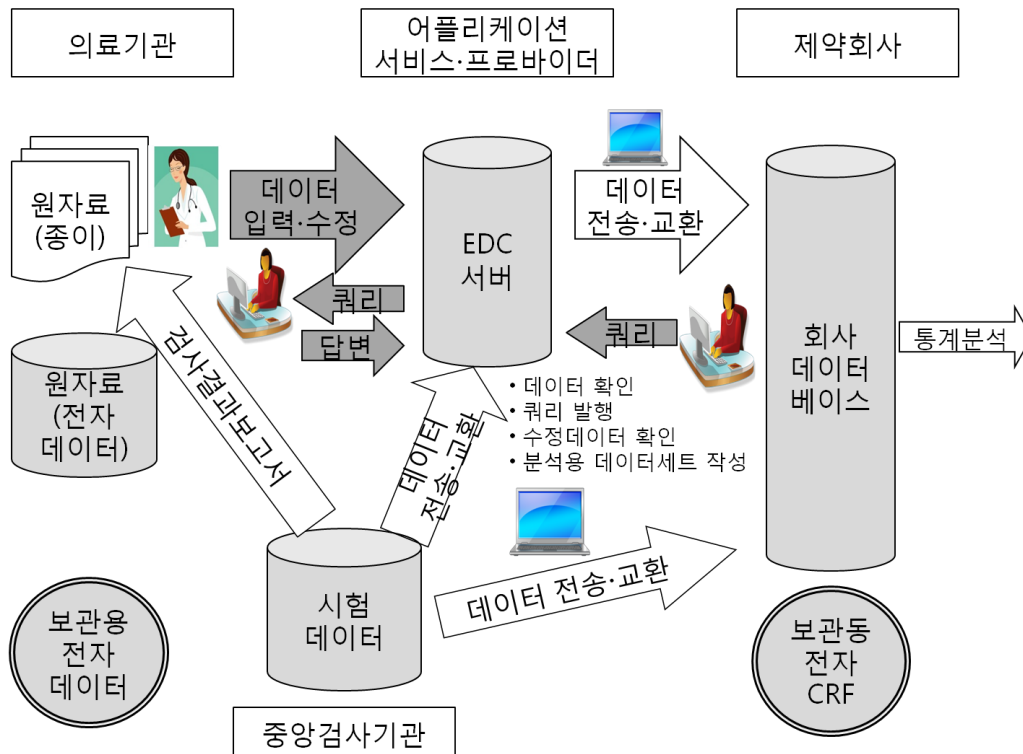 의료기관
어플리케이션
서비스·프로바이더
제약회사
원자료
(종이)
데이터
입력·수정
EDC
서버
데이터
전송·교환
쿼리
답변
쿼리
회사
데이터
베이스
통계분석
원자료
(전자
데이터)
검사결과보고서
데이터
전송·교환
• 데이터 확인
• 쿼리 발행
• 수정데이터 확인
• 분석용 데이터세트 작성
시험
데이터
데이터 전송·교환
보관용
전자
데이터
보관동
전자
CRF
중앙검사기관